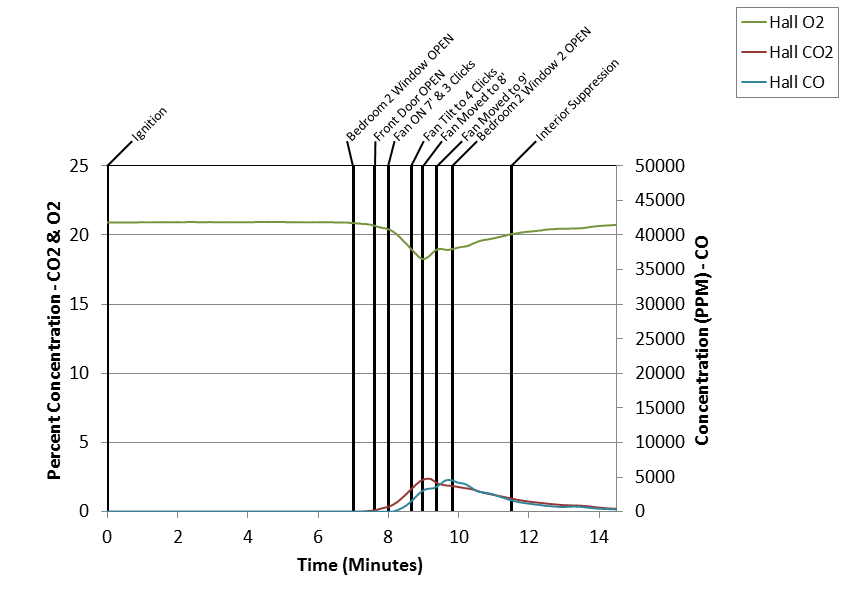 Hall O2
Hall CO2
Hall CO
Ignition
Bedroom 2 Window OPEN
Front Door OPEN
Fan ON 7' & 3 Clicks
Fan Tilt to 4 Clicks
Fan Moved to 8'
Fan Moved to 9'
Bedroom 2 Window 2 OPEN
Interior Suppression
25
20
15
10
5
0
Percent Concentration - CO2 & O2
50000
45000
40000
35000
30000
25000
20000
15000
10000
5000
0
Concentration (PPM) - CO
0 2 4 6 8 10 12 14
Time (Minutes)